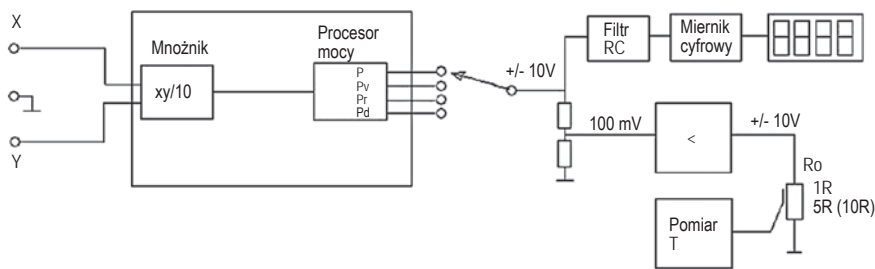 X
Mnożnik
xy/10
Procesor
mocy
P
Pv
Pr
Pd
Y
+/- 10V
Filtr
RC
Miernik
cyfrowy
8888
100 mV
<
+/- 10V
Ro
1R
5R (10R)
Pomiar
T